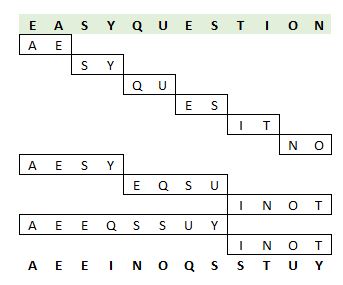 E A S Y Q U E S T I O N
A E
S Y
Q U
E S
I T
N O
A E S Y
E Q S U
I N O T
A E E Q S S U Y
I N O T
A E E I N O Q S S T U Y